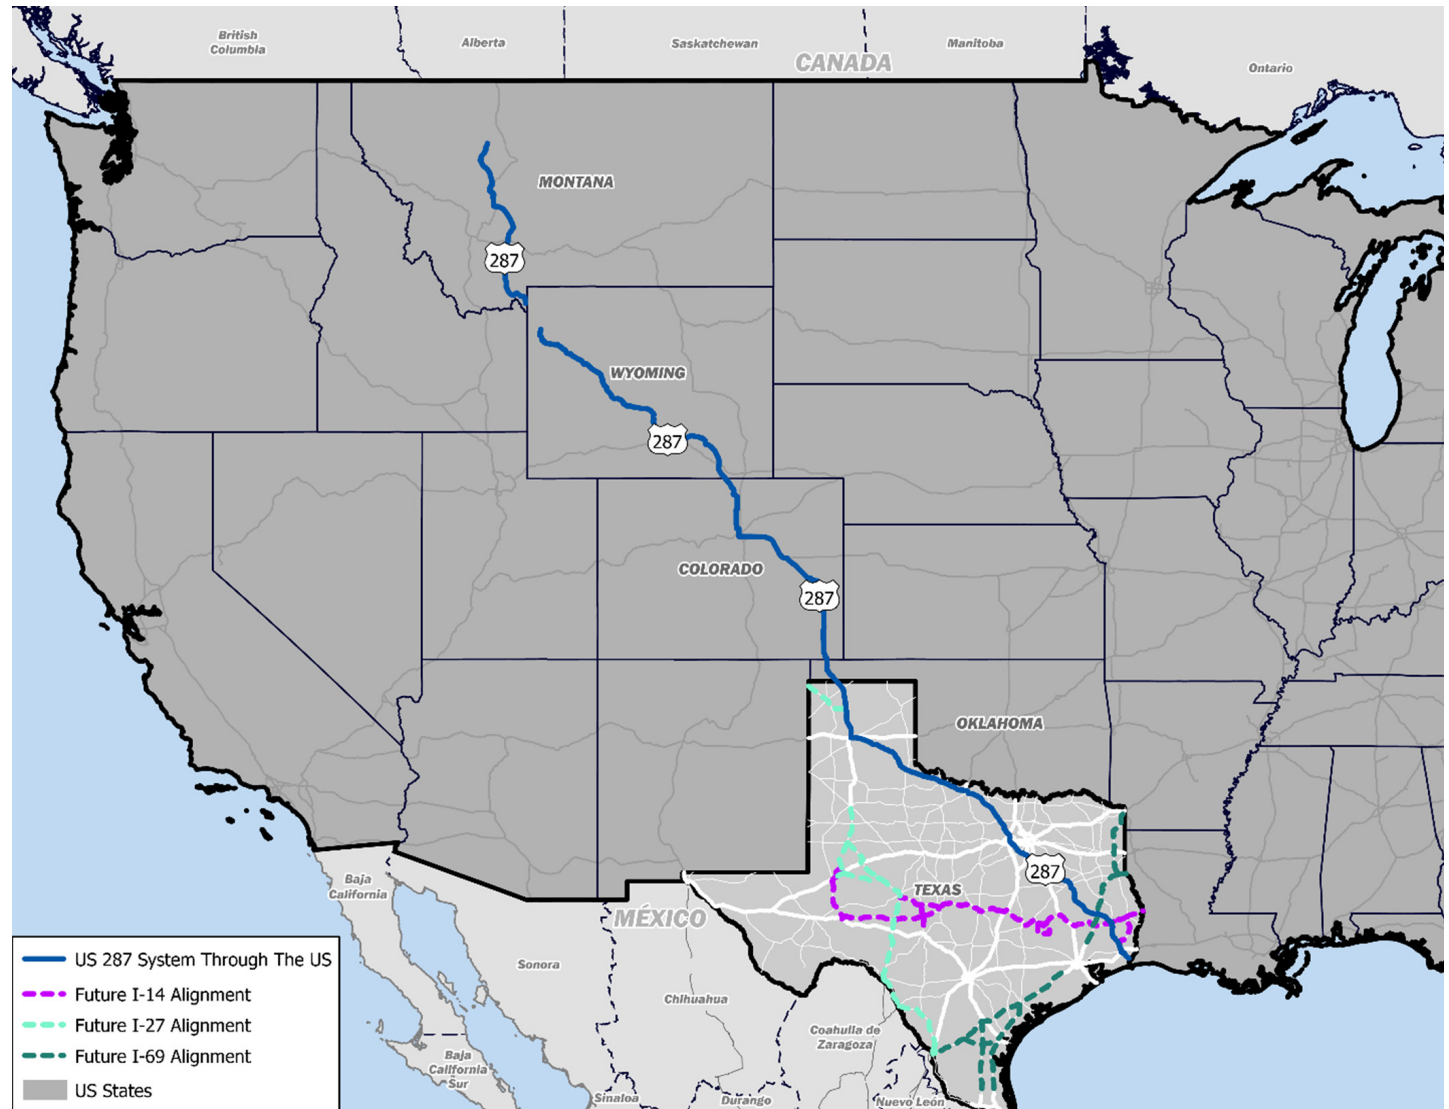 British
Columbia
Alberta
Saskatchewan
Manitoba
CANADA
Ontario
MONTANA
287
WYOMING
287
COLORADO
287
OKLAHOMA
287
TEXAS
Baja
California
MÉXICO
Sonora
Chihuahua
Coahuila de
Zaragoza
Baja
California
Sur
Sinaloa
Durango
Nuevo León
US 287 System Through The US
Future I-14 Alignment
Future I-27 Alignment
Future I-69 Alignment
US States